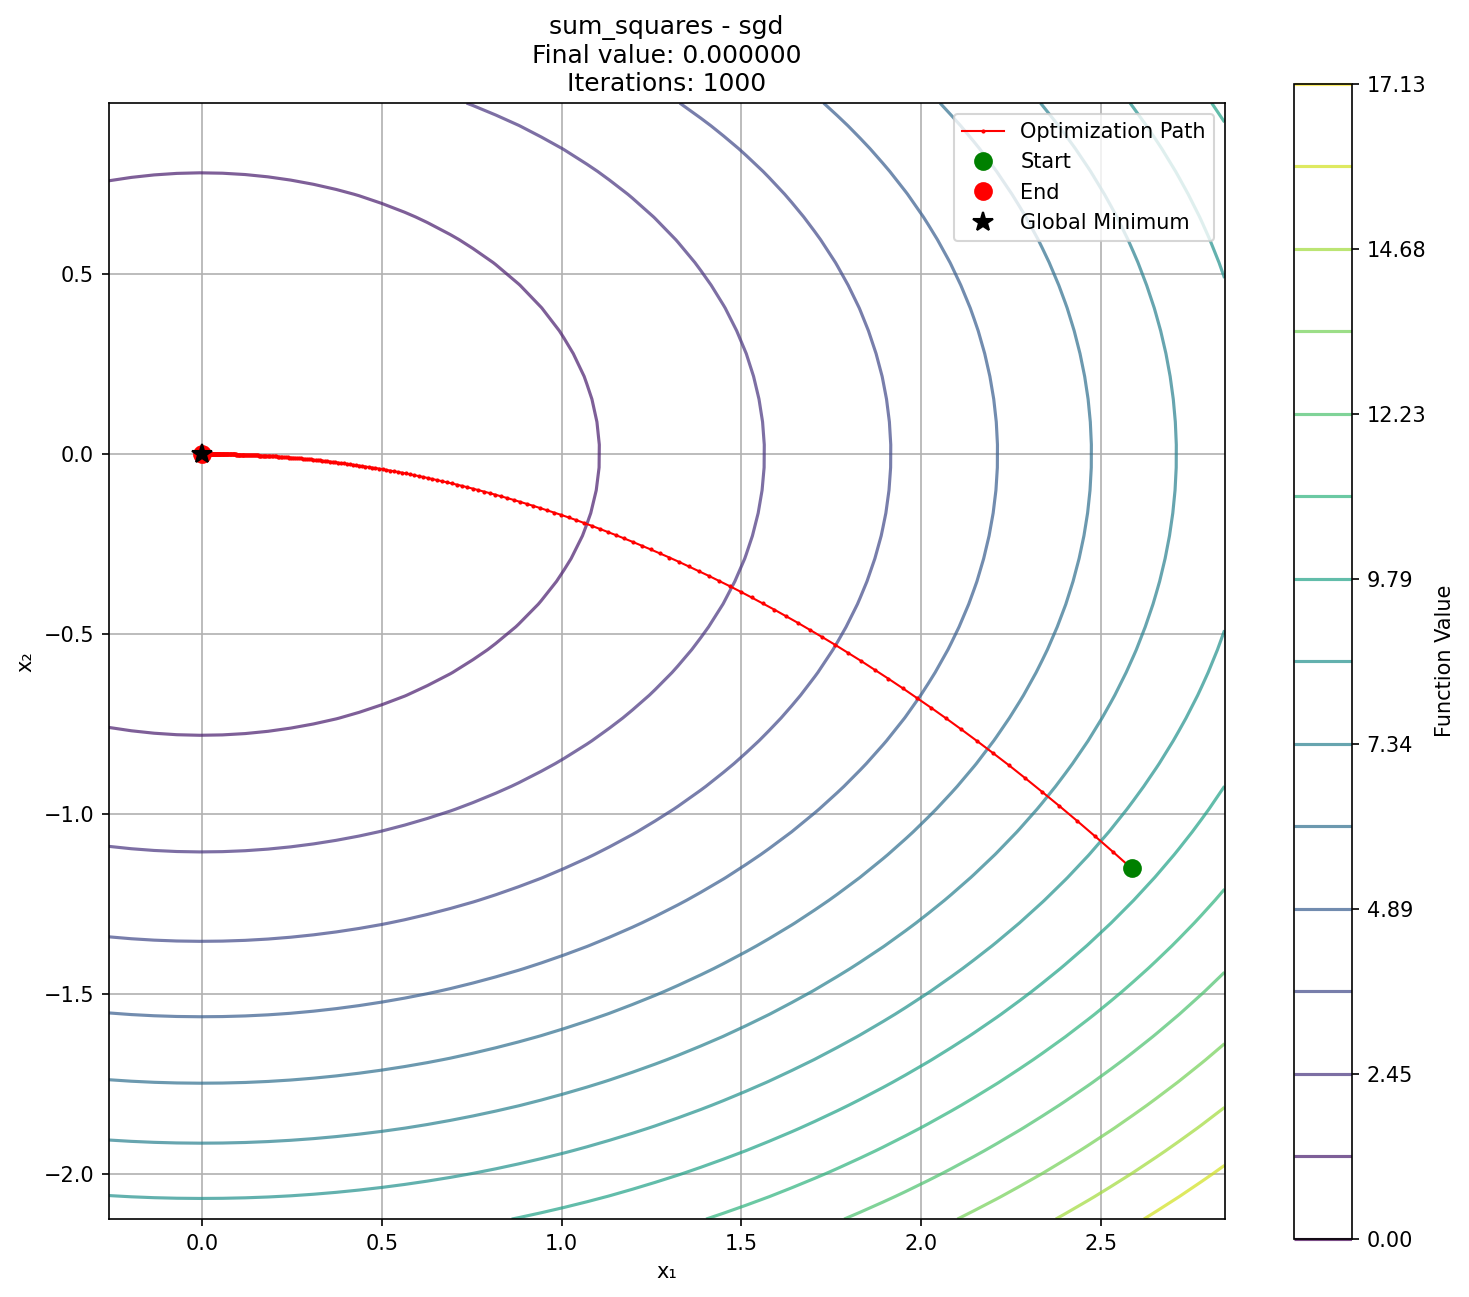 sum_squares - sgd
Final value: 0.000000
Iterations: 1000
Optimization Path
Start
End
Global Minimum
0.5
0.0
−0.5
−1.0
−1.5
−2.0
x₂
0.0
0.5
1.0
1.5
2.0
2.5
x₁
17.13
14.68
12.23
9.79
7.34
4.89
2.45
0.00
Function Value